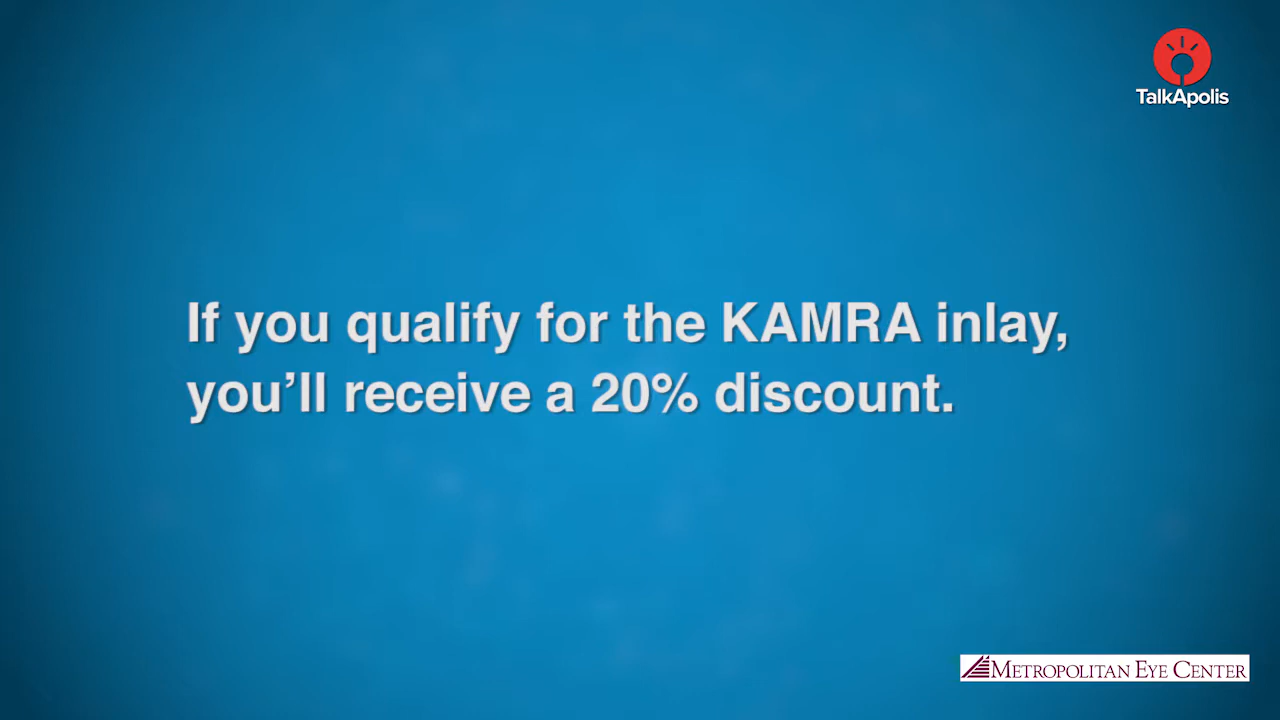 TalkApolis
If you qualify for the KAMRA inlay,
you’ll receive a 20% discount.
METROPOLITAN EYE CENTER